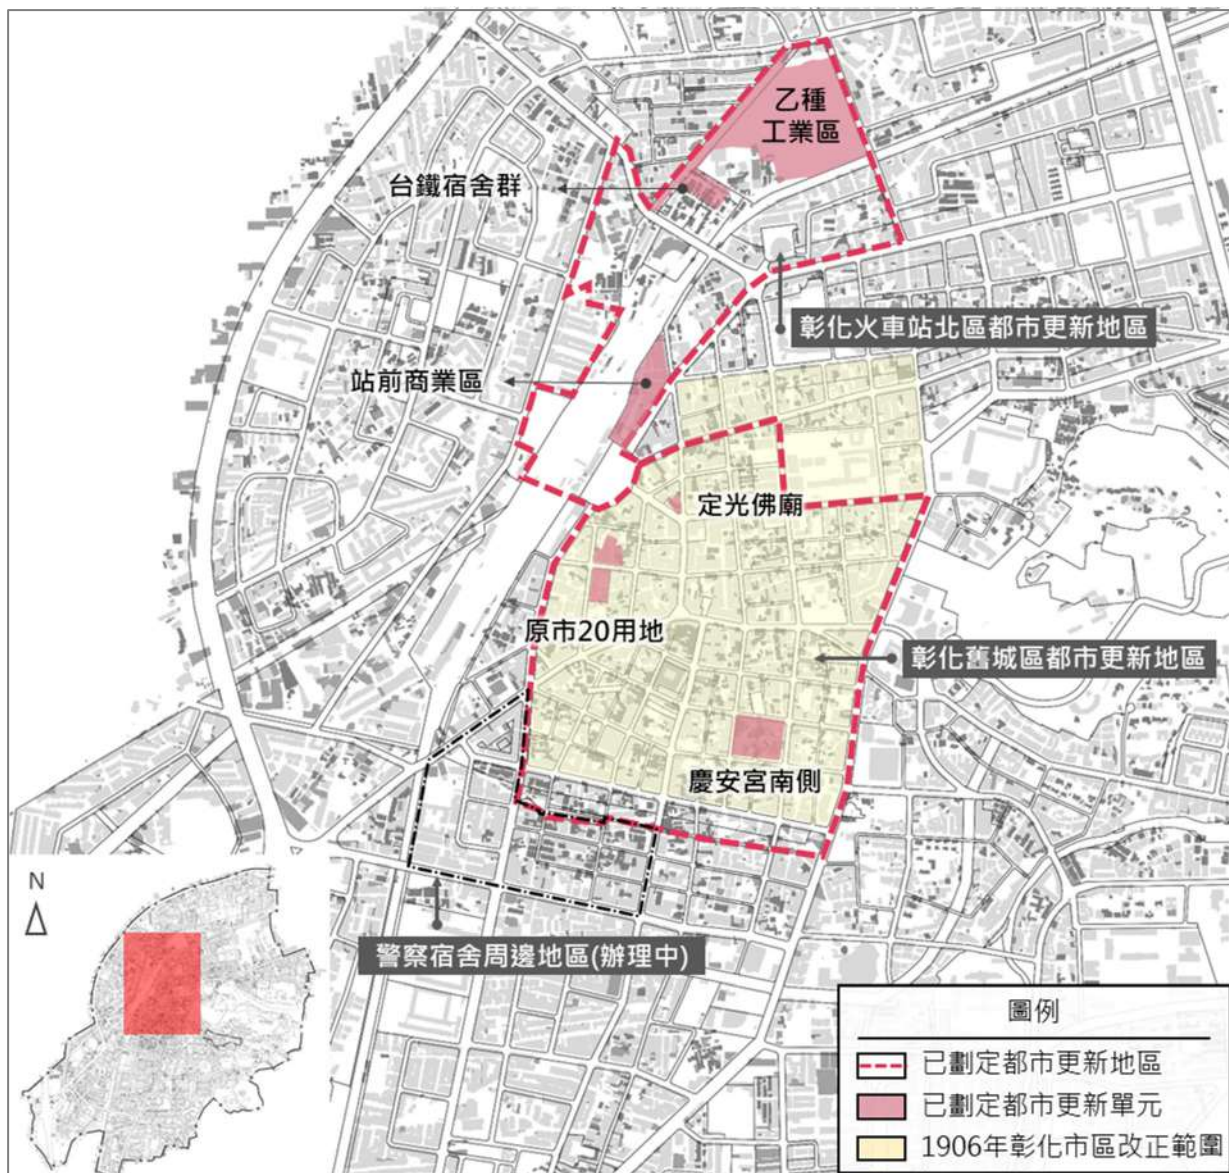 乙種
工業區
台鐵宿舍群
彰化火車站北區都市更新地區
站前商業區
定光佛廟
原市20用地
彰化舊城區都市更新地區
慶安宮南側
N
警察宿舍周邊地區(辦理中)
圖例
已劃定都市更新地區
已劃定都市更新單元
1906年彰化市區改正範圍